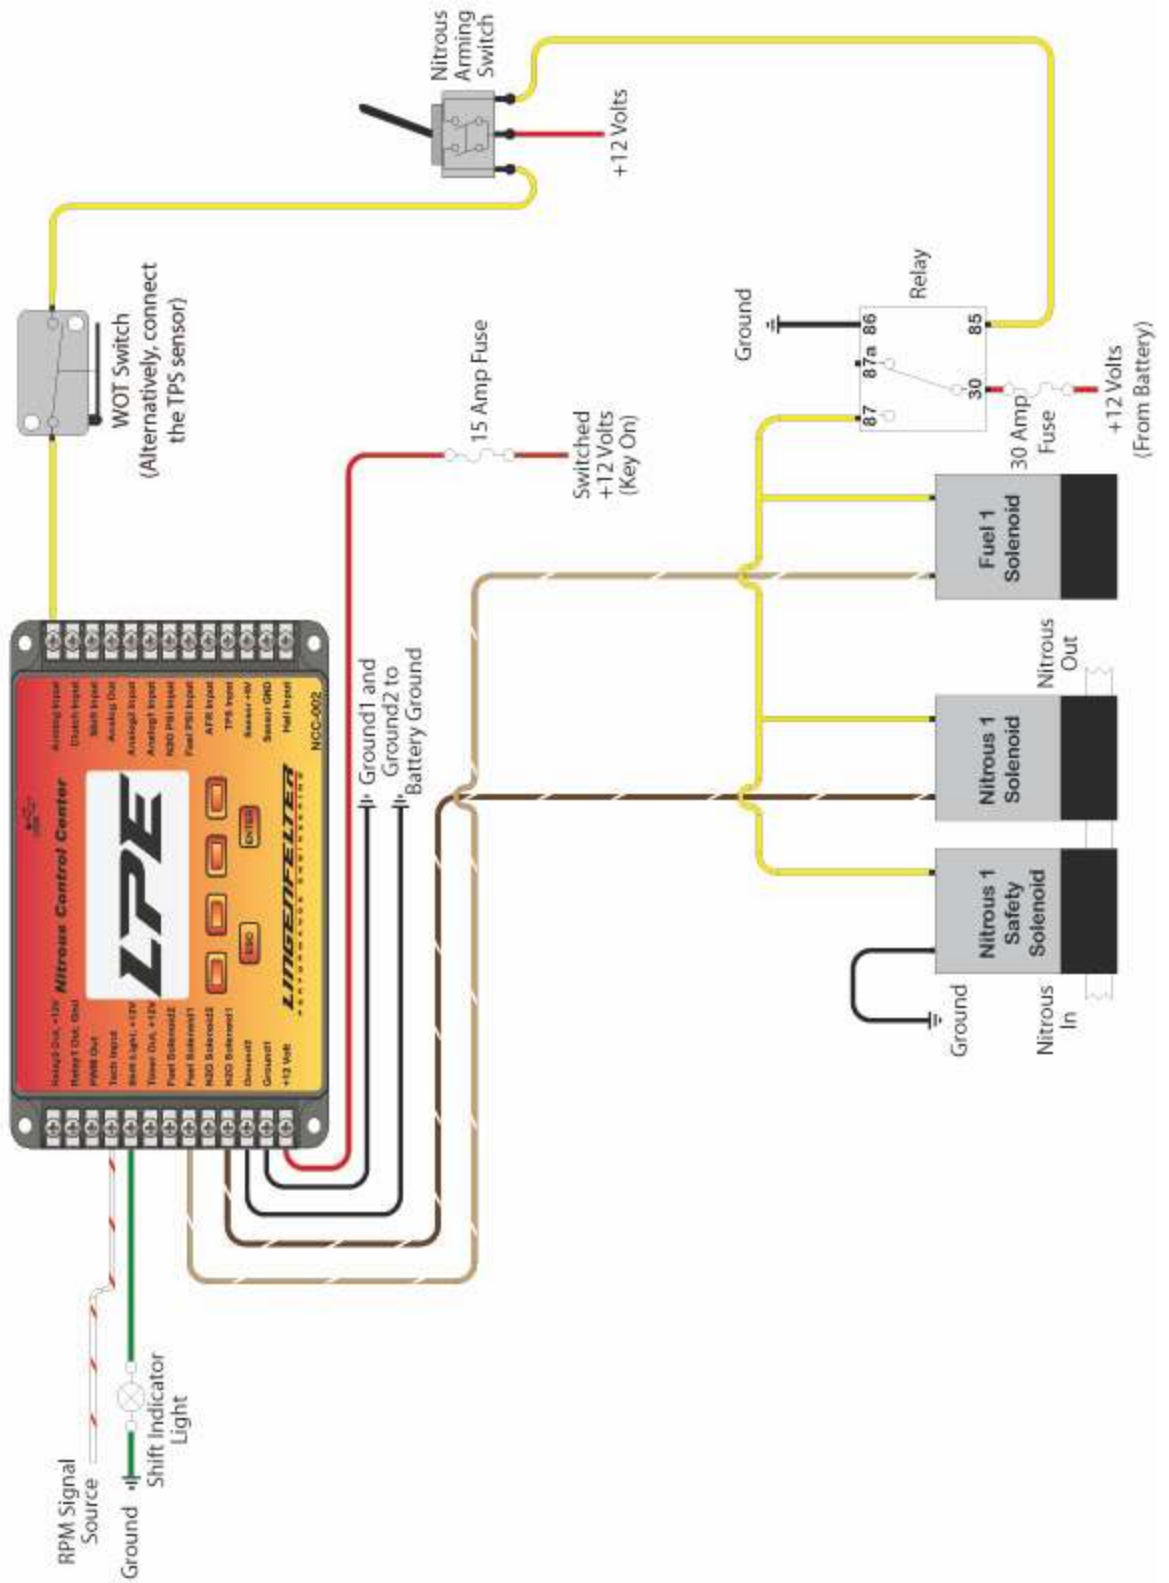 RPM Signal
Source
Ground
Shift Indicator
Light
Relay2 Out, +12V
Relay1 Out, Gnd
PWM Out
Tach Input
Shift Light, +12V
Timer Out, +12V
Fuel Solenoid2
Fuel Solenoid1
N2O Solenoid2
N2O Solenoid1
Ground2
Ground1
+12 Volt
Nitrous Control Center
USB
LPE
ESC
ENTER
LINGENFELTER
PERFORMANCE ENGINEERING
Arming Input
Clutch Input
Shift Input
Analog Out
Analog2 Input
Analog1 Input
N2O PSI Input
Fuel PSI Input
AFR Input
TPS Input
Sensor +5V
Sensor GND
Hall Input
NCC-002
WOT Switch
(Alternatively, connect
the TPS sensor)
Nitrous
Arming
Switch
+12 Volts
15 Amp Fuse
Switched
+12 Volts
(Key On)
Ground1 and
Ground2 to
Battery Ground
Ground
Relay
86
87a
87
85
30
30 Amp
Fuse
+12 Volts
(From Battery)
Ground
Nitrous
In
Nitrous 1
Safety
Solenoid
Nitrous 1
Solenoid
Nitrous
Out
Fuel 1
Solenoid